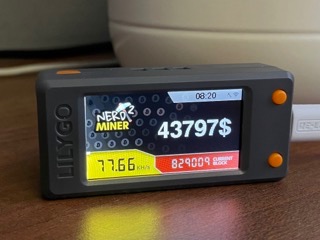 LILYGO
08:20
NERD
MINER
43797$
77.66 KH/s
829009 CURRENT
BLOCK